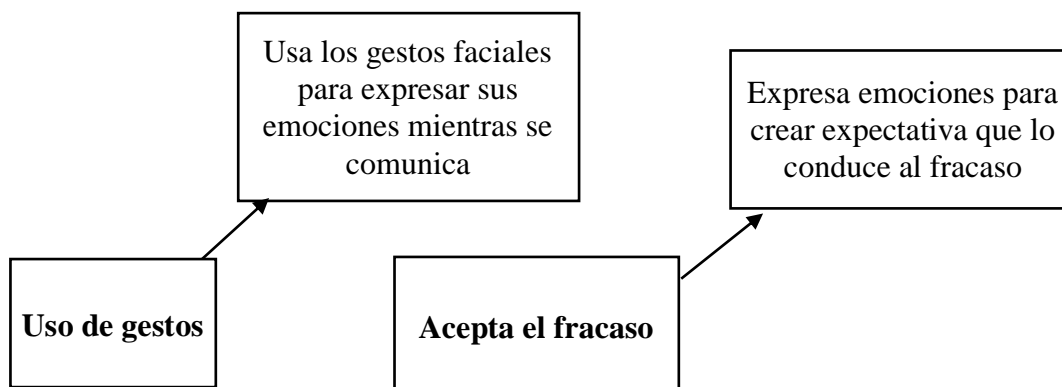 Usa los gestos faciales
para expresar sus
emociones mientras se
comunica
Expresa emociones para
crear expectativa que lo
conduce al fracaso
Uso de gestos
Acepta el fracaso